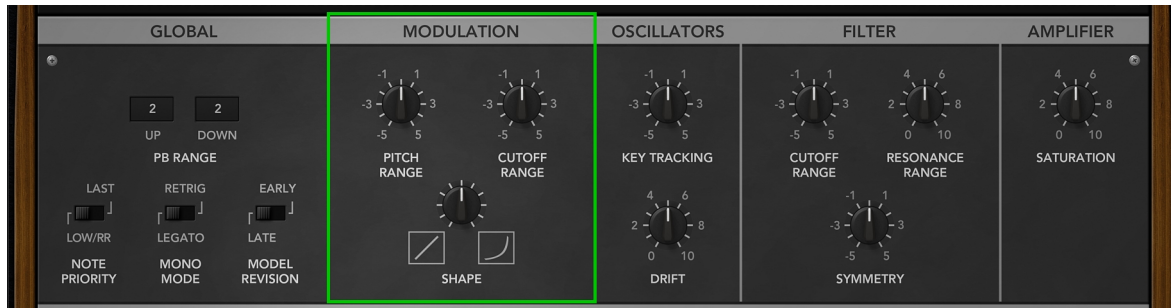 GLOBAL
2 2
UP DOWN
PB RANGE
LAST RETRIG EARLY
LOW/RR LEGATO LATE
NOTE PRIORITY
MONO MODE
MODEL REVISION
MODULATION
-1 1
-3 3
-5 5
PITCH RANGE
-1 1
-3 3
-5 5
CUTOFF RANGE
SHAPE
OSCILLATORS
-1 1
-3 3
-5 5
KEY TRACKING
4 6
2 8
0 10
DRIFT
FILTER
-1 1
-3 3
-5 5
CUTOFF RANGE
4 6
2 8
0 10
RESONANCE RANGE
-1 1
-3 3
-5 5
SYMMETRY
AMPLIFIER
4 6
2 8
0 10
SATURATION